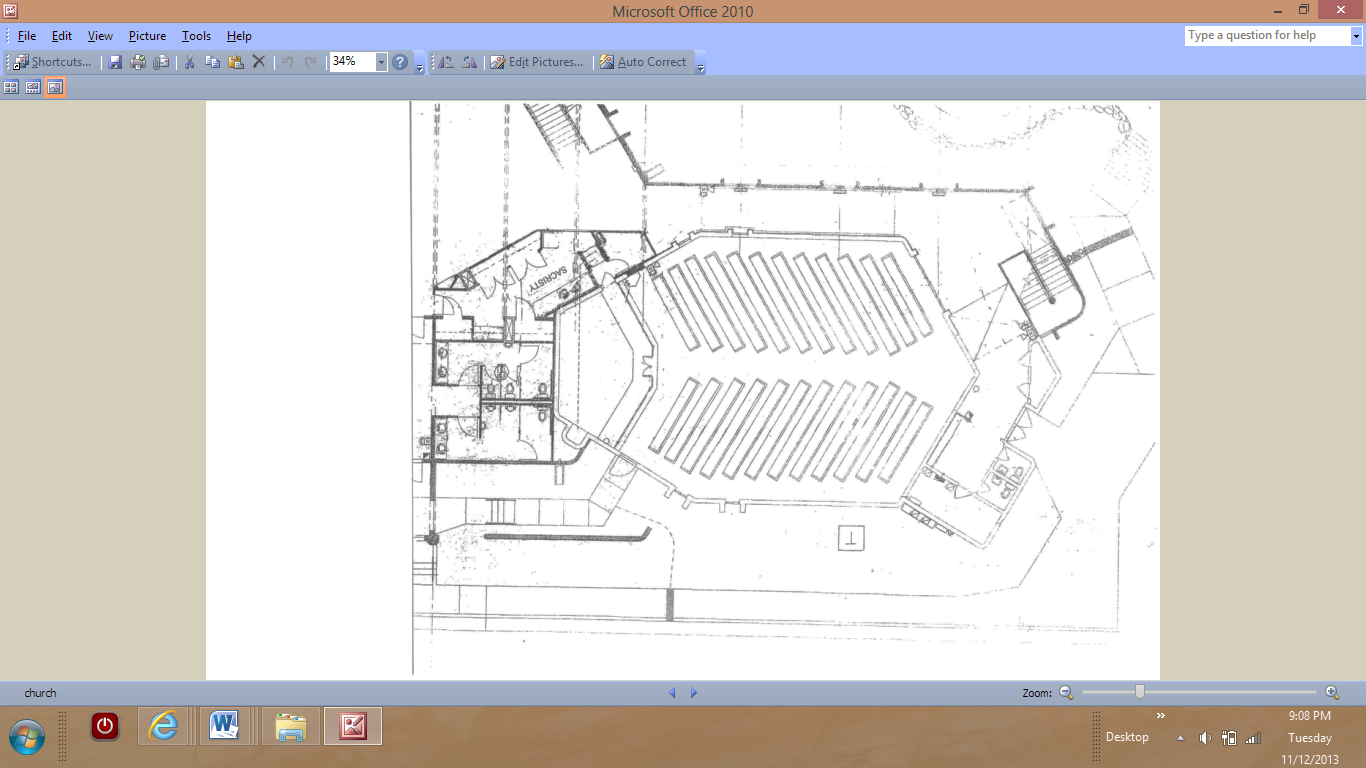 Microsoft Office 2010
File Edit View Picture Tools Help
Type a question for help
Shortcuts...
34%
Edit Pictures...
Auto Correct
SACRISTY
church
Zoom:
9:08 PM
Desktop
Tuesday
11/12/2013